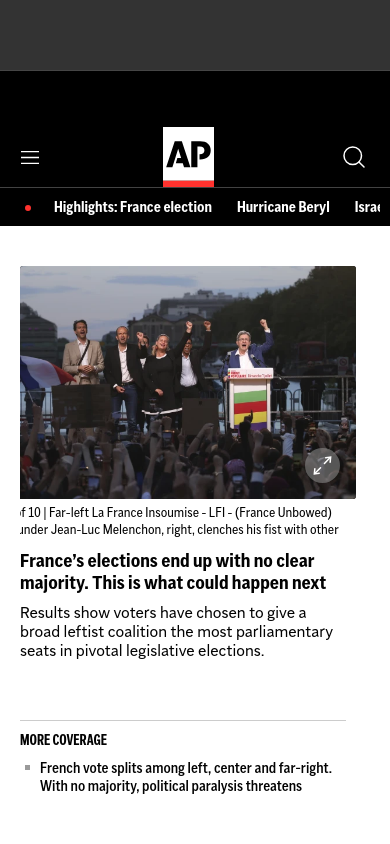 AP
Highlights: France election Hurricane Beryl
of 10 | Far-left La France Insoumise - LFI - (France Unbowed)
under Jean-Luc Melenchon, right, clenches his fist with other
France’s elections end up with no clear
majority. This is what could happen next
Results show voters have chosen to give a
broad leftist coalition the most parliamentary
seats in pivotal legislative elections.
MORE COVERAGE
French vote splits among left, center and far-right.
With no majority, political paralysis threatens